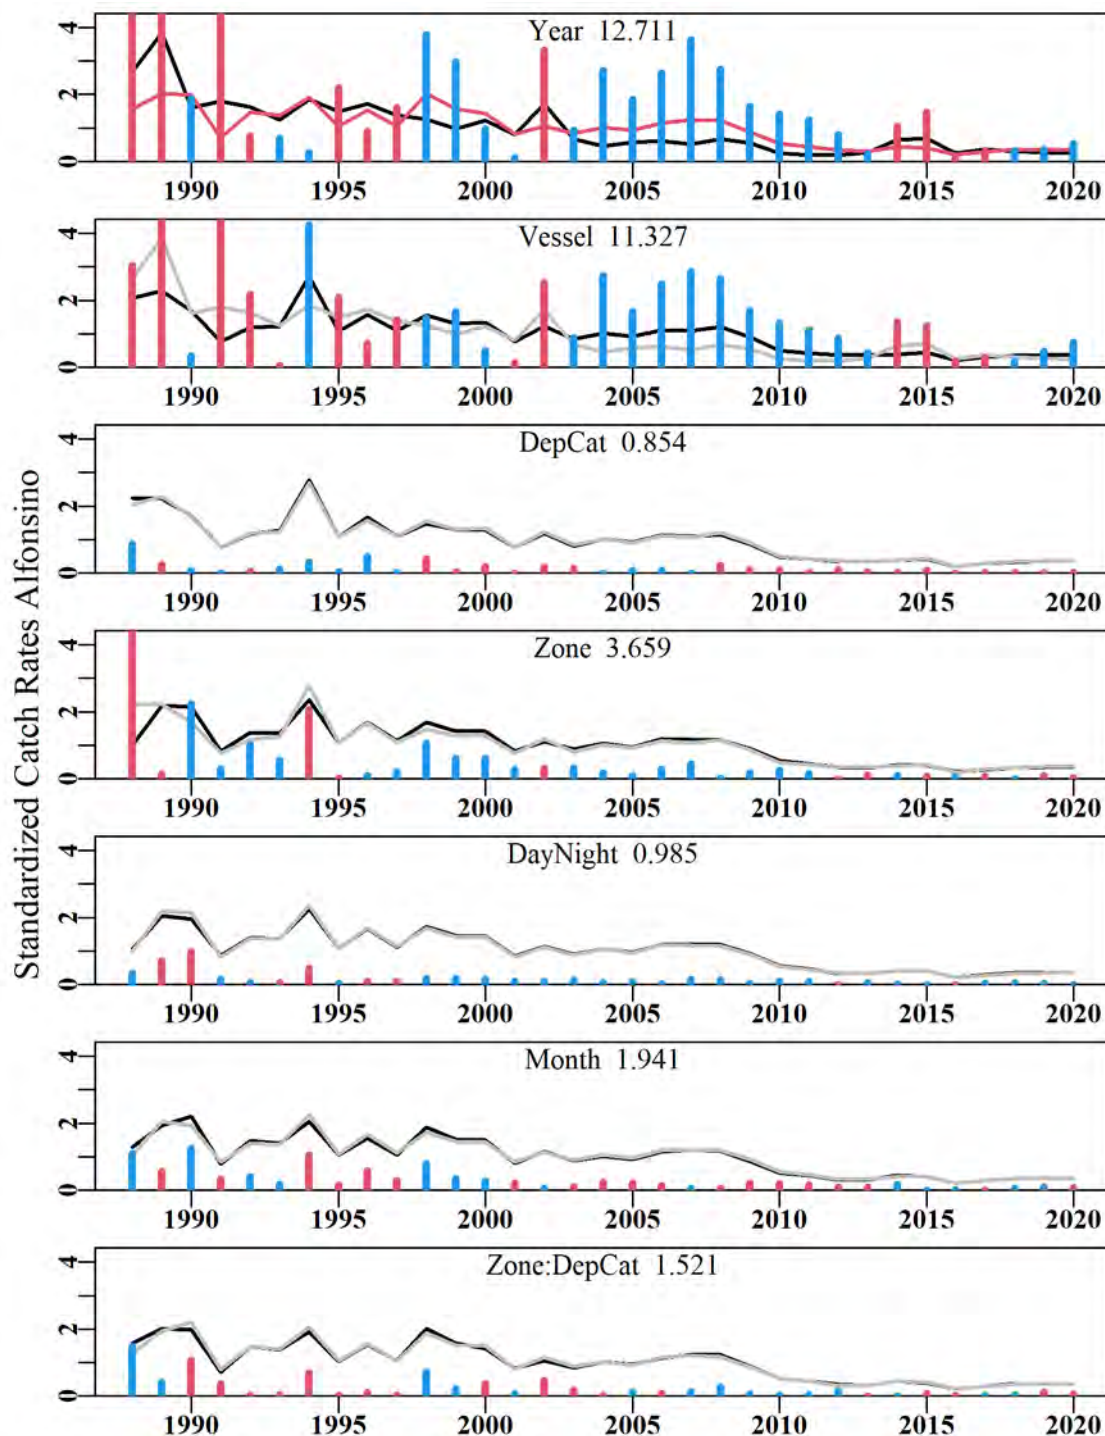 Standardized Catch Rates Alfonsino
Year 12.711
0 2 4
1990 1995 2000 2005 2010 2015 2020
Vessel 11.327
0 2 4
1990 1995 2000 2005 2010 2015 2020
DepCat 0.854
0 2 4
1990 1995 2000 2005 2010 2015 2020
Zone 3.659
0 2 4
1990 1995 2000 2005 2010 2015 2020
DayNight 0.985
0 2 4
1990 1995 2000 2005 2010 2015 2020
Month 1.941
0 2 4
1990 1995 2000 2005 2010 2015 2020
Zone:DepCat 1.521
0 2 4
1990 1995 2000 2005 2010 2015 2020